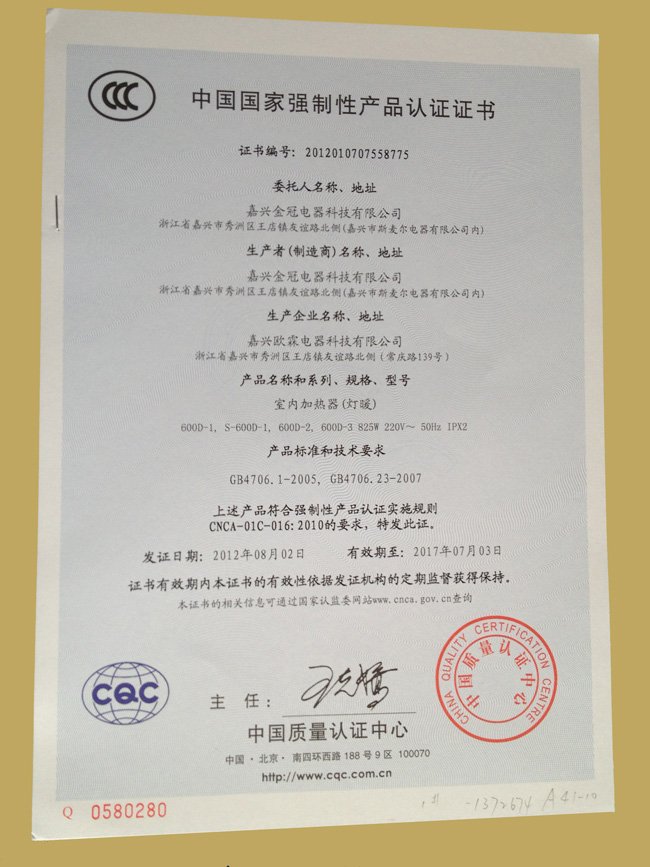 CCC
中国国家强制性产品认证证书
证书编号：2012010707558775
委托人名称、地址
嘉兴金冠电器科技有限公司
浙江省嘉兴市秀洲区王店镇友谊路北侧(嘉兴市斯麦尔电器有限公司内)
生产者(制造商)名称、地址
嘉兴金冠电器科技有限公司
浙江省嘉兴市秀洲区王店镇友谊路北侧(嘉兴市斯麦尔电器有限公司内)
生产企业名称、地址
嘉兴欧霖电器科技有限公司
浙江省嘉兴市秀洲区王店镇友谊路北侧（常庆路139号）
产品名称和系列、规格、型号
室内加热器(灯暖)
600D-1, S-600D-1, 600D-2, 600D-3 825W 220V～ 50Hz IPX2
产品标准和技术要求
GB4706.1-2005, GB4706.23-2007
上述产品符合强制性产品认证实施规则
CNCA-01C-016:2010的要求，特发此证。
发证日期：2012年08月02日 有效期至：2017年07月03日
证书有效期内本证书的有效性依据发证机构的定期监督获得保持。
本证书的相关信息可通过国家认监委网站www.cnca.gov.cn查询
CQC
主 任：
CHINA QUALITY CERTIFICATION CENTRE
中国质量认证中心
中国质量认证中心
中国·北京·南四环西路188号9区 100070
http://www.cqc.com.cn
Q 0580280
-1372674 A41-10